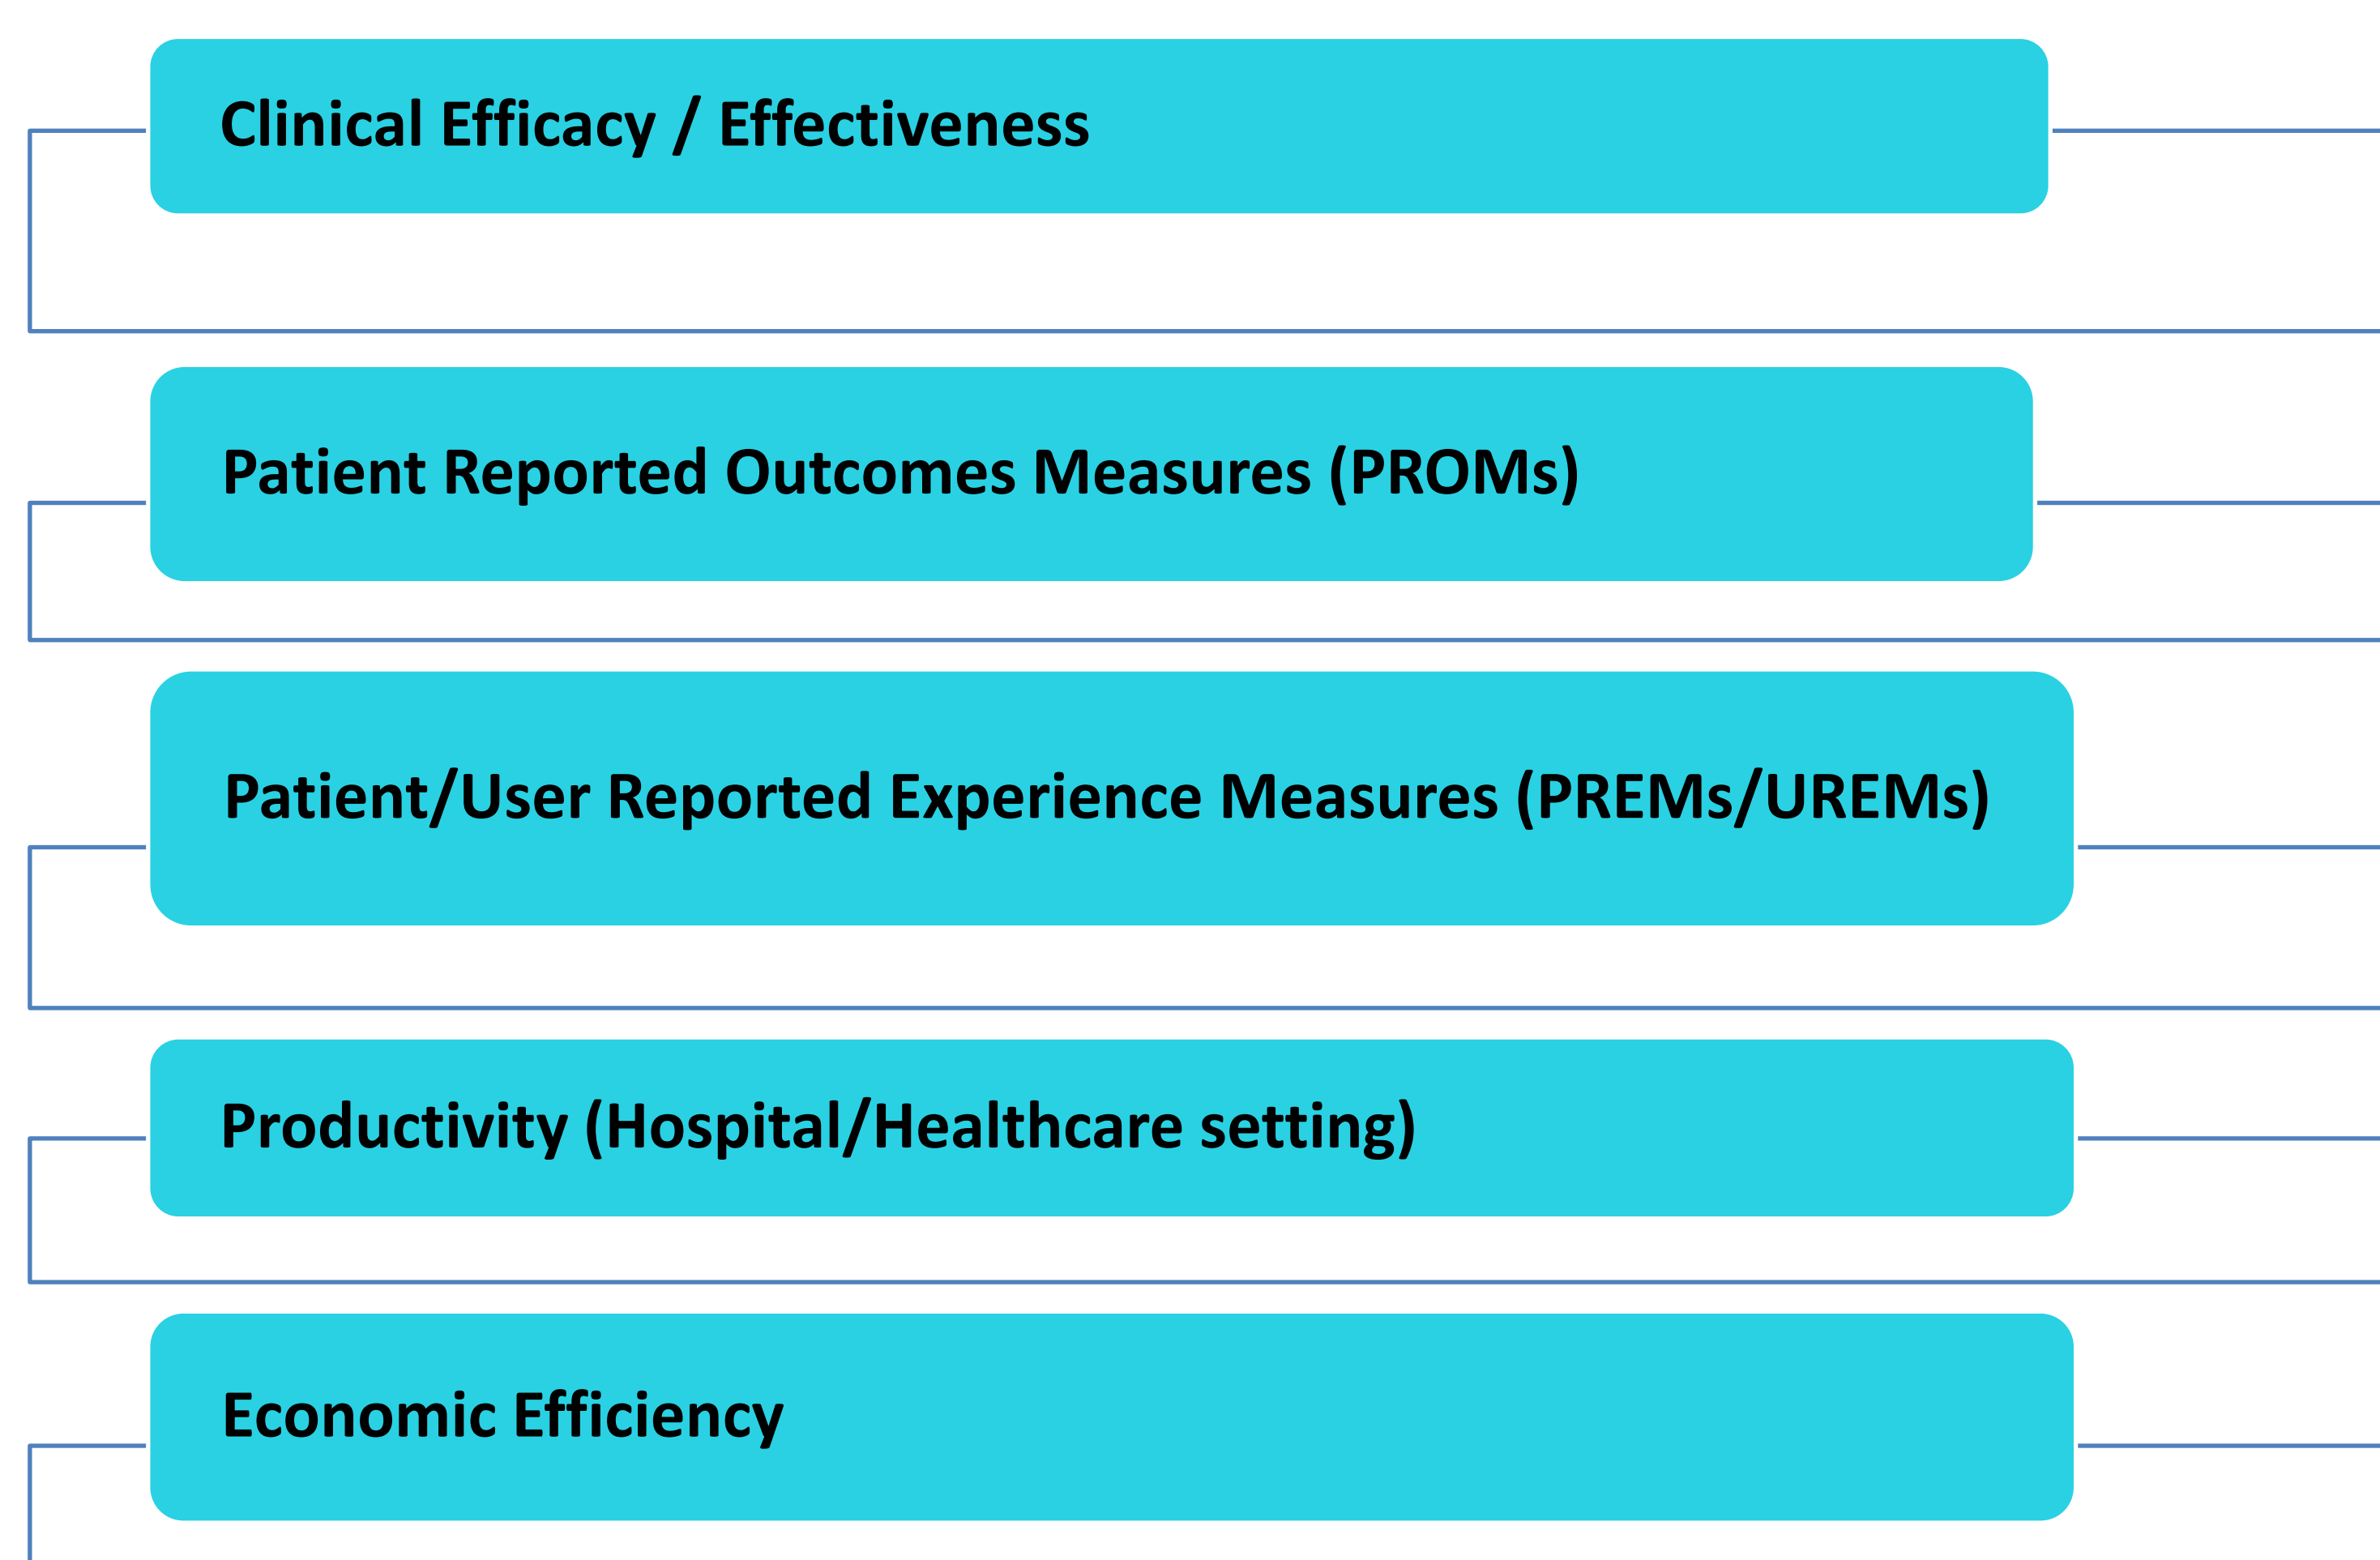 Clinical Efficacy / Effectiveness
Patient Reported Outcomes Measures (PROMs)
Patient/User Reported Experience Measures (PREMs/UREMs)
Productivity (Hospital/Healthcare setting)
Economic Efficiency